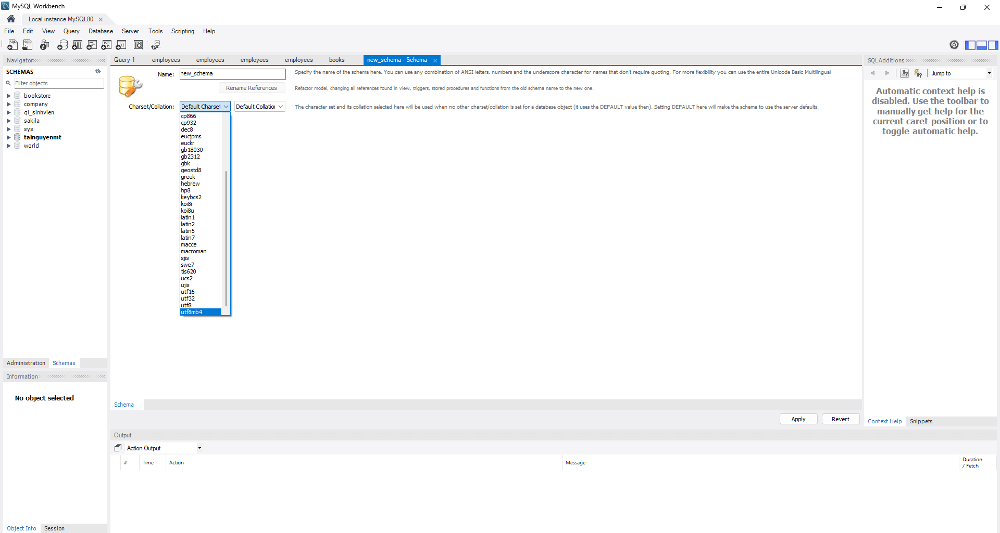 MySQL Workbench
Local instance MySQL80
File Edit View Query Database Server Tools Scripting Help
Navigator
SCHEMAS
Filter objects
bookstore
company
ql_sinhvien
sakila
sys
tainguyenmt
world
Administration Schemas
Information
No object selected
Object Info Session
Query 1 employees employees employees employees books new_schema - Schema
Name: new_schema
Specify the name of the schema here. You can use any combination of ANSI letters, numbers and the underscore character for names that don't require quoting. For more flexibility you can use the entire Unicode Basic Multilingual
Rename References
Refactor model, changing all references found in view, triggers, stored procedures and functions from the old schema name to the new one.
Charset/Collation: Default Charset Default Collation
The character set and its collation selected here will be used when no other charset/collation is set for a database object (it uses the DEFAULT value then). Setting DEFAULT here will make the schema to use the server defaults.
cp866
cp932
dec8
eucjpms
euckr
gb18030
gb2312
gbk
geostd8
greek
hebrew
hp8
keybcs2
koi8r
koi8u
latin1
latin2
latin5
latin7
macce
macroman
sjis
swe7
tis620
ucs2
ujis
utf16
utf32
utf8
utf8mb4
Schema
Apply Revert
Output
Action Output
# Time Action Message Duration / Fetch
SQLAdditions
Jump to
Automatic context help is
disabled. Use the toolbar to
manually get help for the
current caret position or to
toggle automatic help.
Context Help Snippets